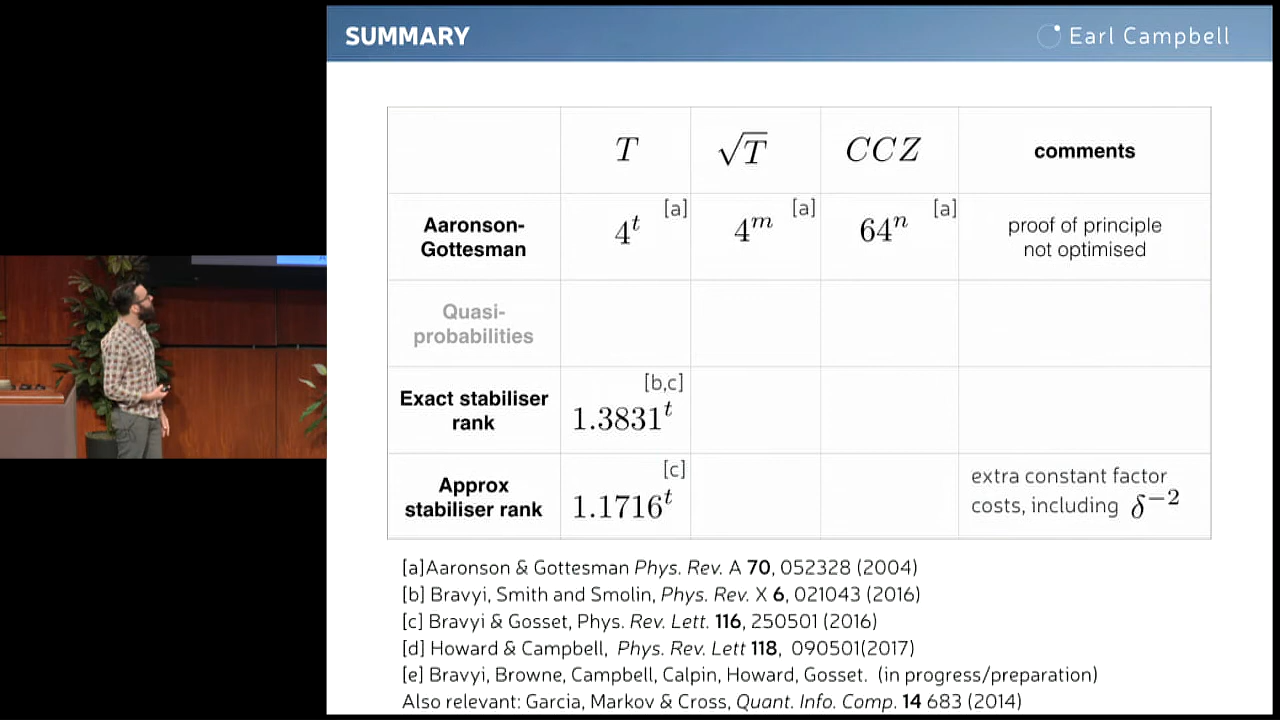 SUMMARY
Earl Campbell
T √T CCZ comments
Aaronson-Gottesman 4^t [a] 4^m [a] 64^n [a] proof of principle not optimised
Quasi-probabilities
Exact stabiliser rank 1.3831^t [b,c]
Approx stabiliser rank 1.1716^t [c] extra constant factor costs, including δ^−2
[a]Aaronson & Gottesman Phys. Rev. A 70, 052328 (2004)
[b] Bravyi, Smith and Smolin, Phys. Rev. X 6, 021043 (2016)
[c] Bravyi & Gosset, Phys. Rev. Lett. 116, 250501 (2016)
[d] Howard & Campbell, Phys. Rev. Lett 118, 090501(2017)
[e] Bravyi, Browne, Campbell, Calpin, Howard, Gosset. (in progress/preparation)
Also relevant: Garcia, Markov & Cross, Quant. Info. Comp. 14 683 (2014)